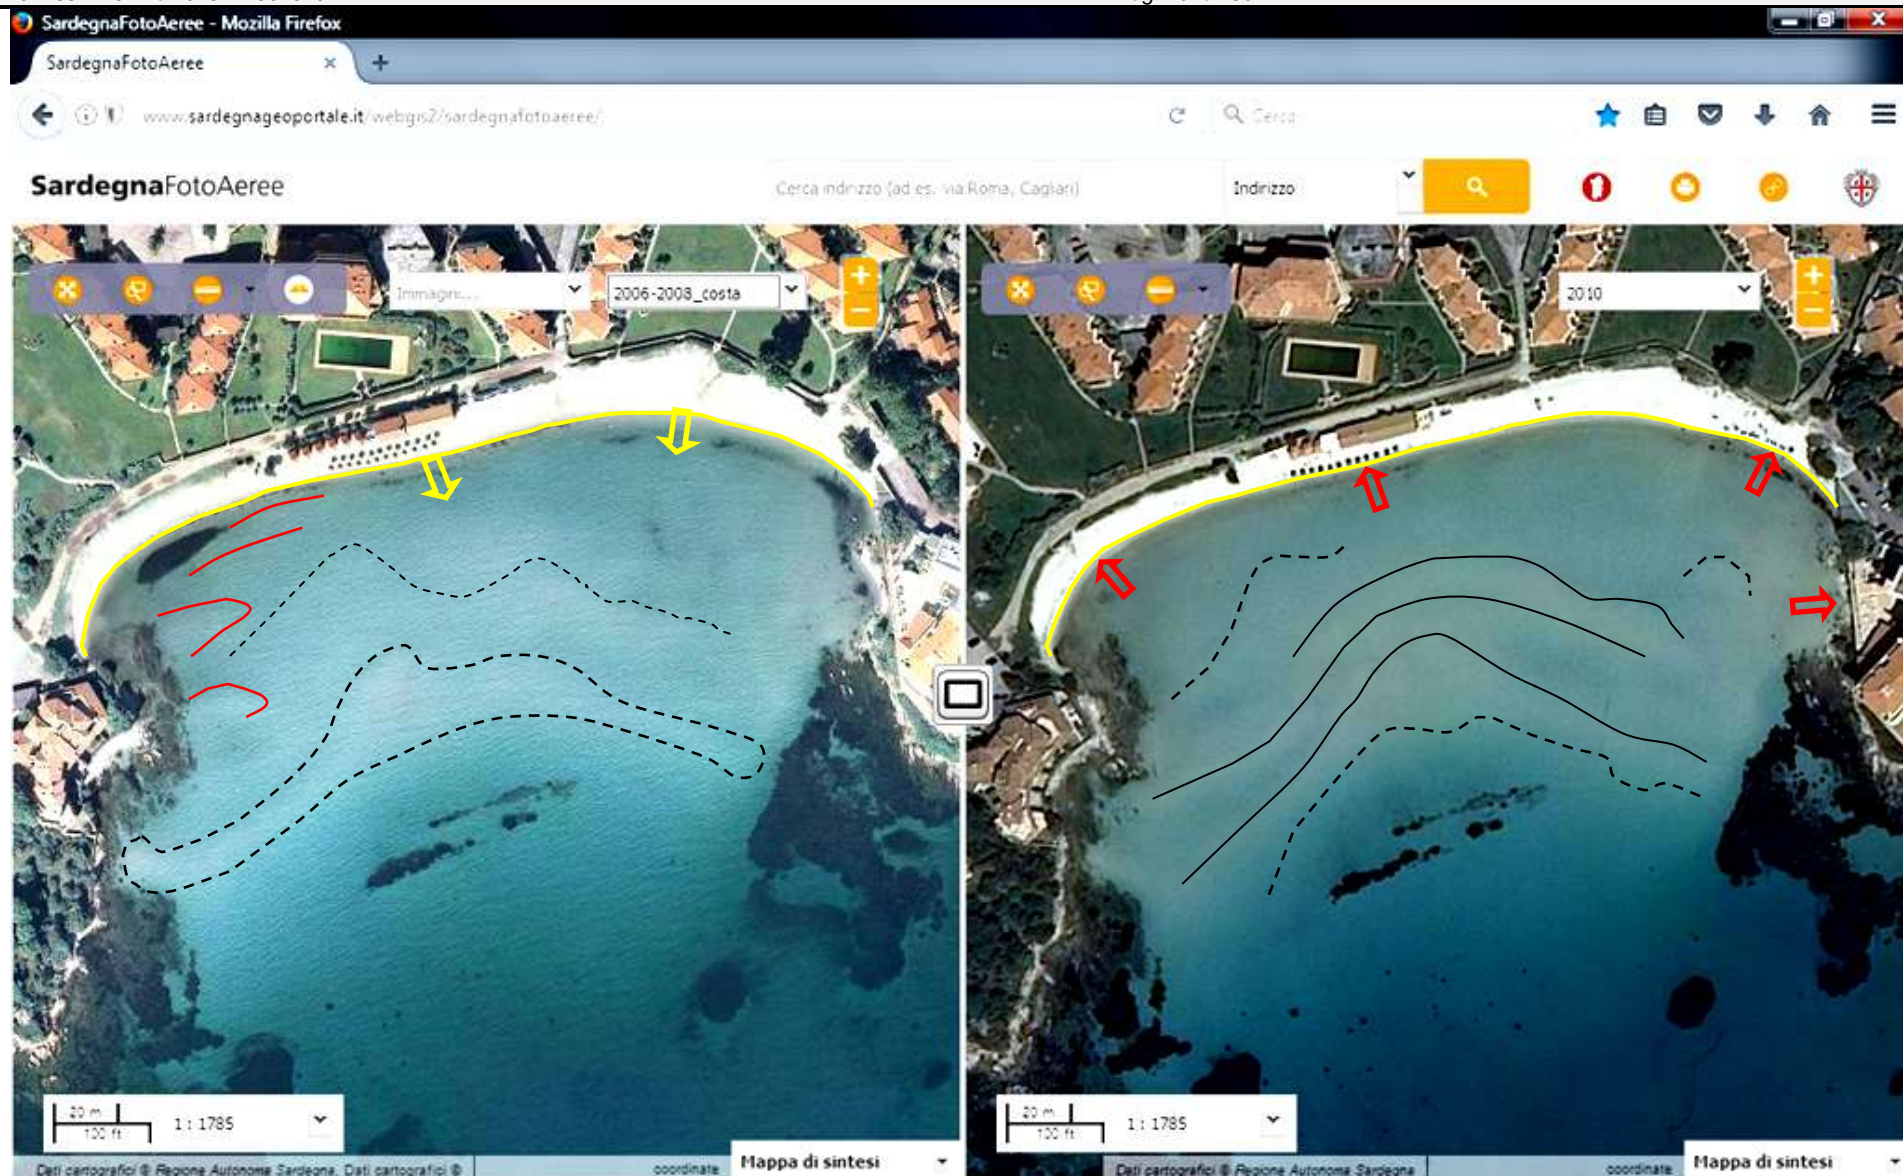 SardegnaFotoAeree - Mozilla Firefox
SardegnaFotoAeree
www.sardegnageoportale.it/webgis2/sardegnafotoaeree/
Cerca
SardegnaFotoAeree
Cerca indirizzo (ad es. via Roma, Cagliari)
Indirizzo
Immagini...
2006-2008_costa
2010
20 m
100 ft
1 : 1785
20 m
100 ft
1 : 1785
Dati cartografici © Regione Autonoma Sardegna, Dati cartografici ©
coordinate
Mappa di sintesi
Dati cartografici © Regione Autonoma Sardegna
coordinate
Mappa di sintesi